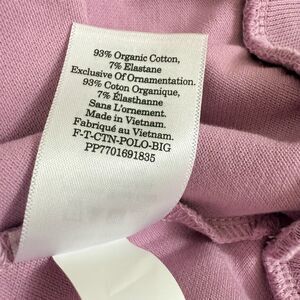 93% Organic Cotton,
7% Elastane
Exclusive Of Ornamentation.
93% Coton Organique,
7% Élasthanne
Sans L'ornement.
Made in Vietnam.
Fabriqué au Vietnam.
F-T-CTN-POLO-BIG
PP7701691835